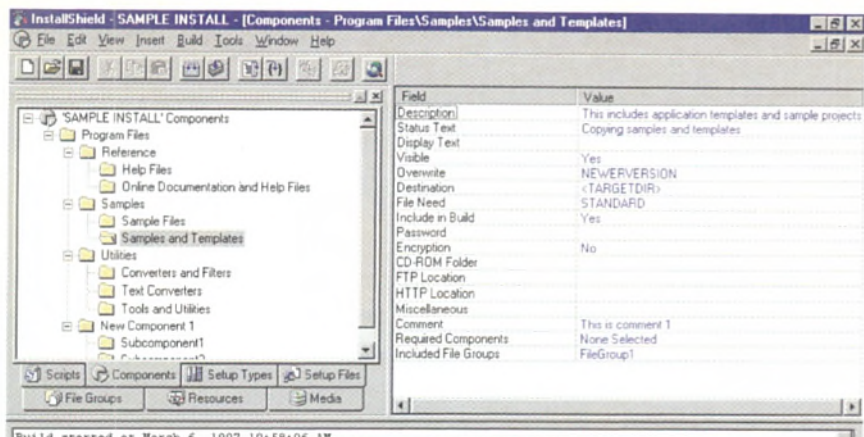 InstallShield - SAMPLE INSTALL - [Components - Program Files\Samples\Samples and Templates]
File Edit View Insert Build Tools Window Help
'SAMPLE INSTALL' Components
Program Files
Reference
Help Files
Online Documentation and Help Files
Samples
Sample Files
Samples and Templates
Utilities
Converters and Filters
Text Converters
Tools and Utilities
New Component 1
Subcomponent1
Scripts Components Setup Types Setup Files
File Groups Resources Media
Field Value
Description This includes application templates and sample projects
Status Text Copying samples and templates
Display Text
Visible Yes
Overwrite NEWERVERSION
Destination <TARGETDIR>
File Need STANDARD
Include in Build Yes
Password
Encryption No
CD-ROM Folder
FTP Location
HTTP Location
Miscellaneous
Comment This is comment 1
Required Components None Selected
Included File Groups FileGroup1
Build started at March 6, 1997